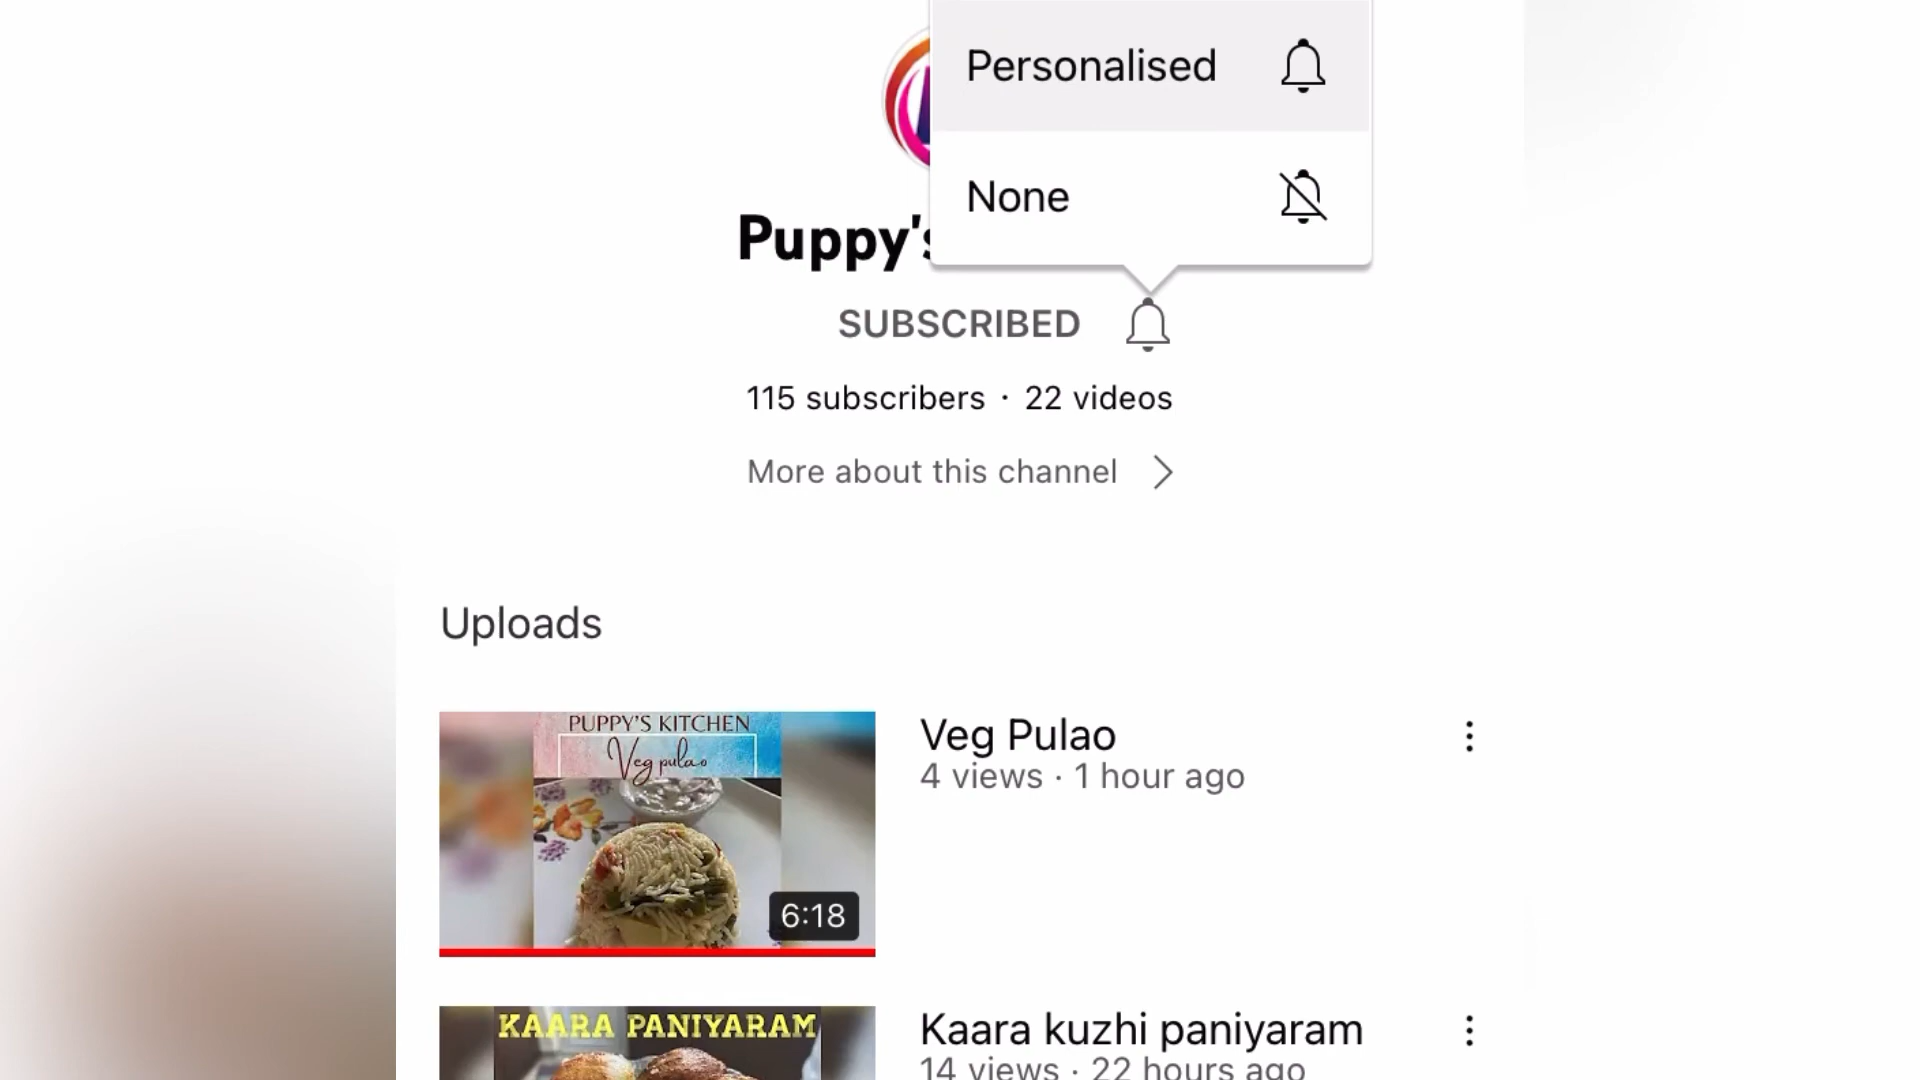 Personalised
None
Puppy's
SUBSCRIBED
115 subscribers · 22 videos
More about this channel
Uploads
PUPPY'S KITCHEN
Veg pulao
6:18
Veg Pulao
4 views · 1 hour ago
KAARA PANIYARAM
Kaara kuzhi paniyaram
14 views · 22 hours ago